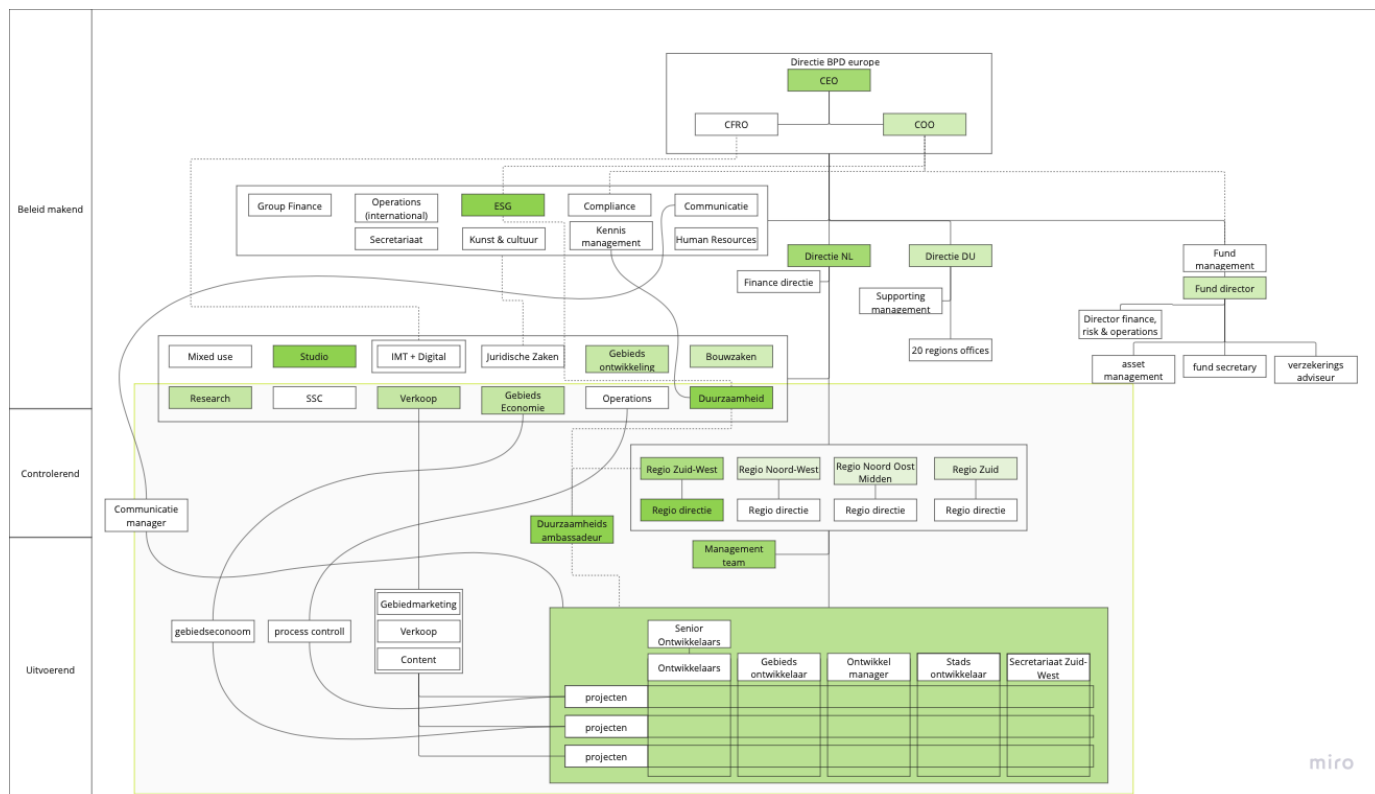 Directie BPD europe
CEO
CFRO
COO
Beleid makend
Group Finance
Operations
(international)
ESG
Compliance
Communicatie
Secretariaat
Kunst & cultuur
Kennis
management
Human Resources
Directie NL
Directie DU
Fund
management
Finance directie
Fund director
Supporting
management
Director finance,
risk & operations
20 regions offices
asset
management
fund secretary
verzekerings
adviseur
Mixed use
Studio
IMT + Digital
Juridische Zaken
Gebieds
ontwikkeling
Bouwzaken
Research
SSC
Verkoop
Gebieds
Economie
Operations
Duurzaamheid
Controlerend
Regio Zuid-West
Regio Noord-West
Regio Noord Oost
Midden
Regio Zuid
Regio directie
Regio directie
Regio directie
Regio directie
Communicatie
manager
Duurzaamheids
ambassadeur
Management
team
Uitvoerend
gebiedseconoom
process controll
Gebiedmarketing
Verkoop
Content
Senior
Ontwikkelaars
Ontwikkelaars
Gebieds
ontwikkelaar
Ontwikkel
manager
Stads
ontwikkelaar
Secretariaat Zuid-
West
projecten
projecten
projecten
miro